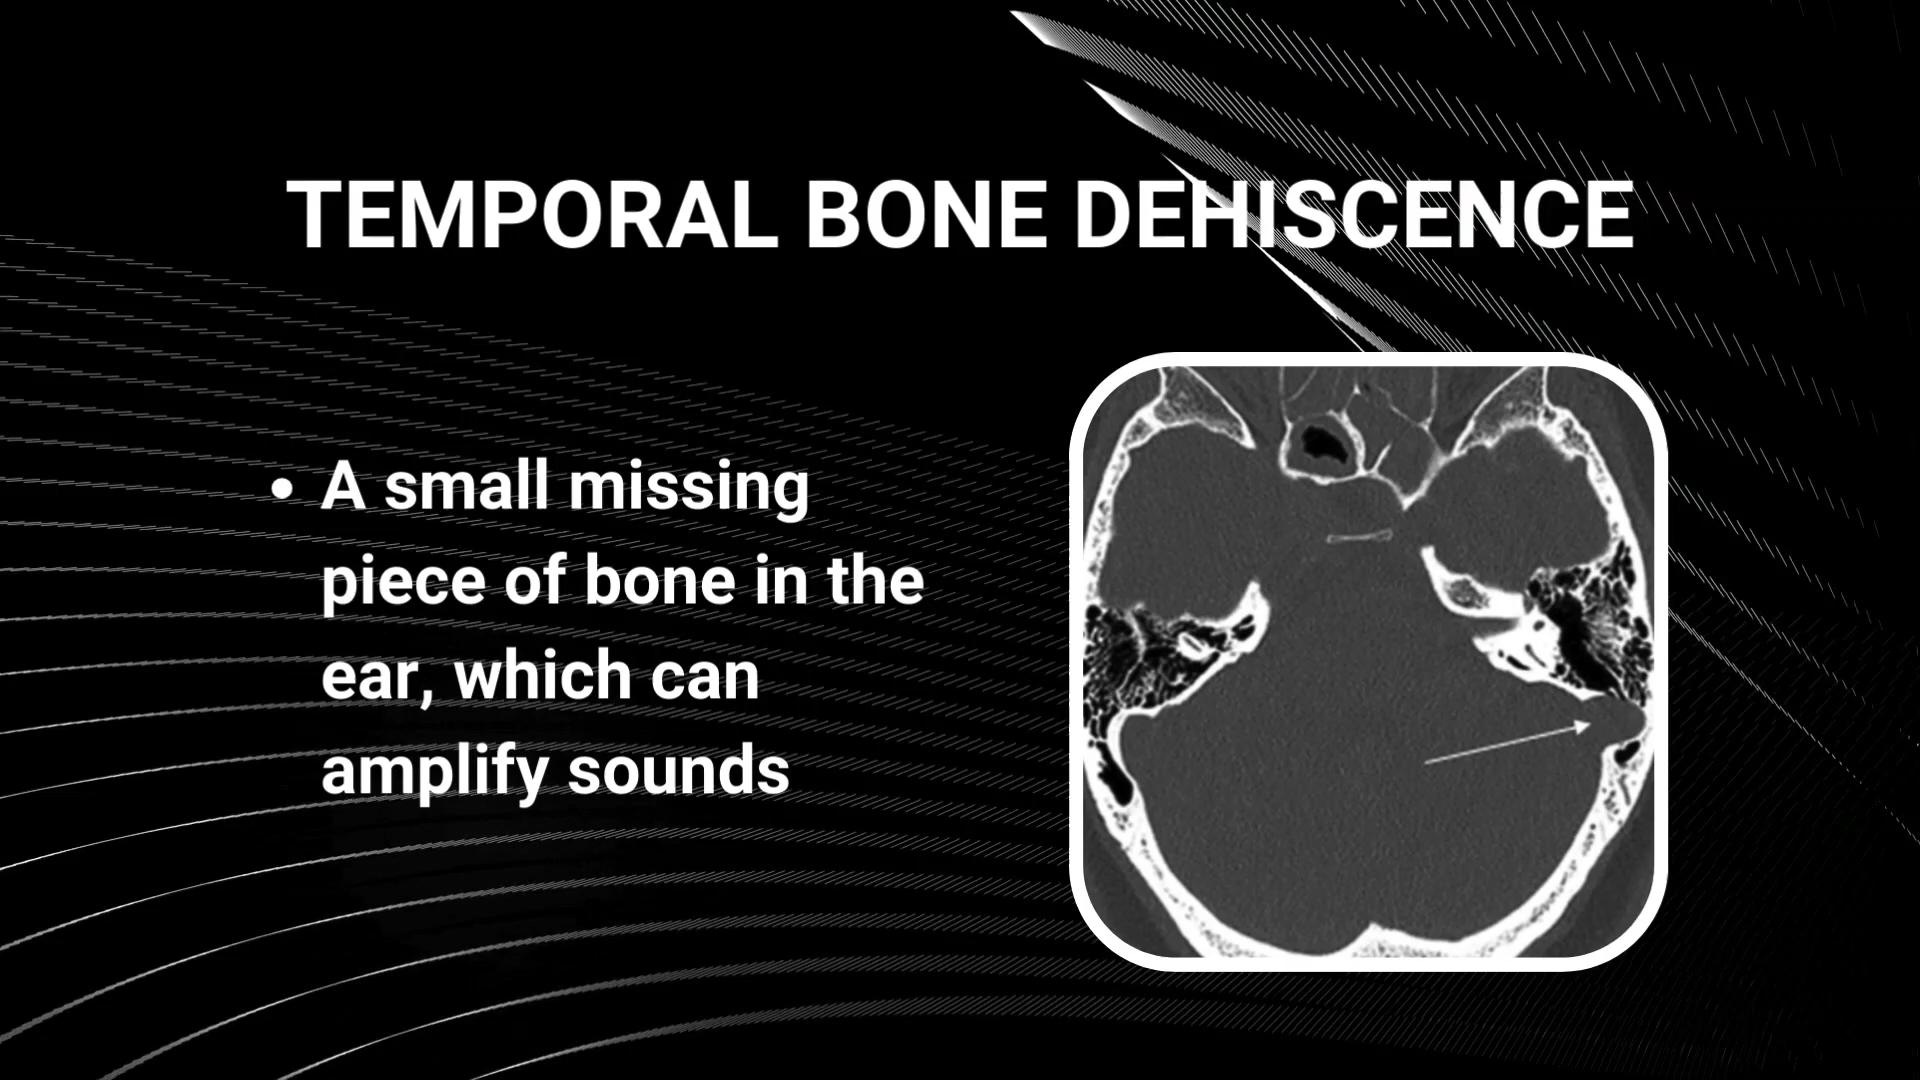 TEMPORAL BONE DEHISCENCE
• A small missing
piece of bone in the
ear, which can
amplify sounds